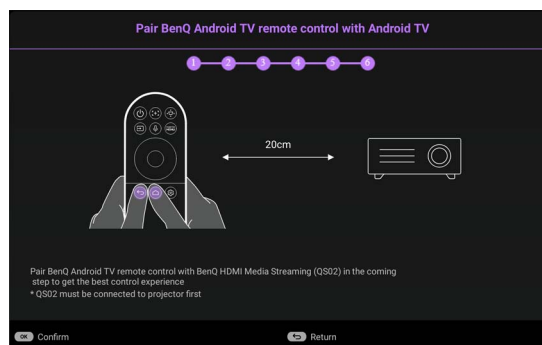 Pair BenQ Android TV remote control with Android TV
1 2 3 4 5 6
20cm
Pair BenQ Android TV remote control with BenQ HDMI Media Streaming (QS02) in the coming
step to get the best control experience
* QS02 must be connected to projector first
OK Confirm
Return